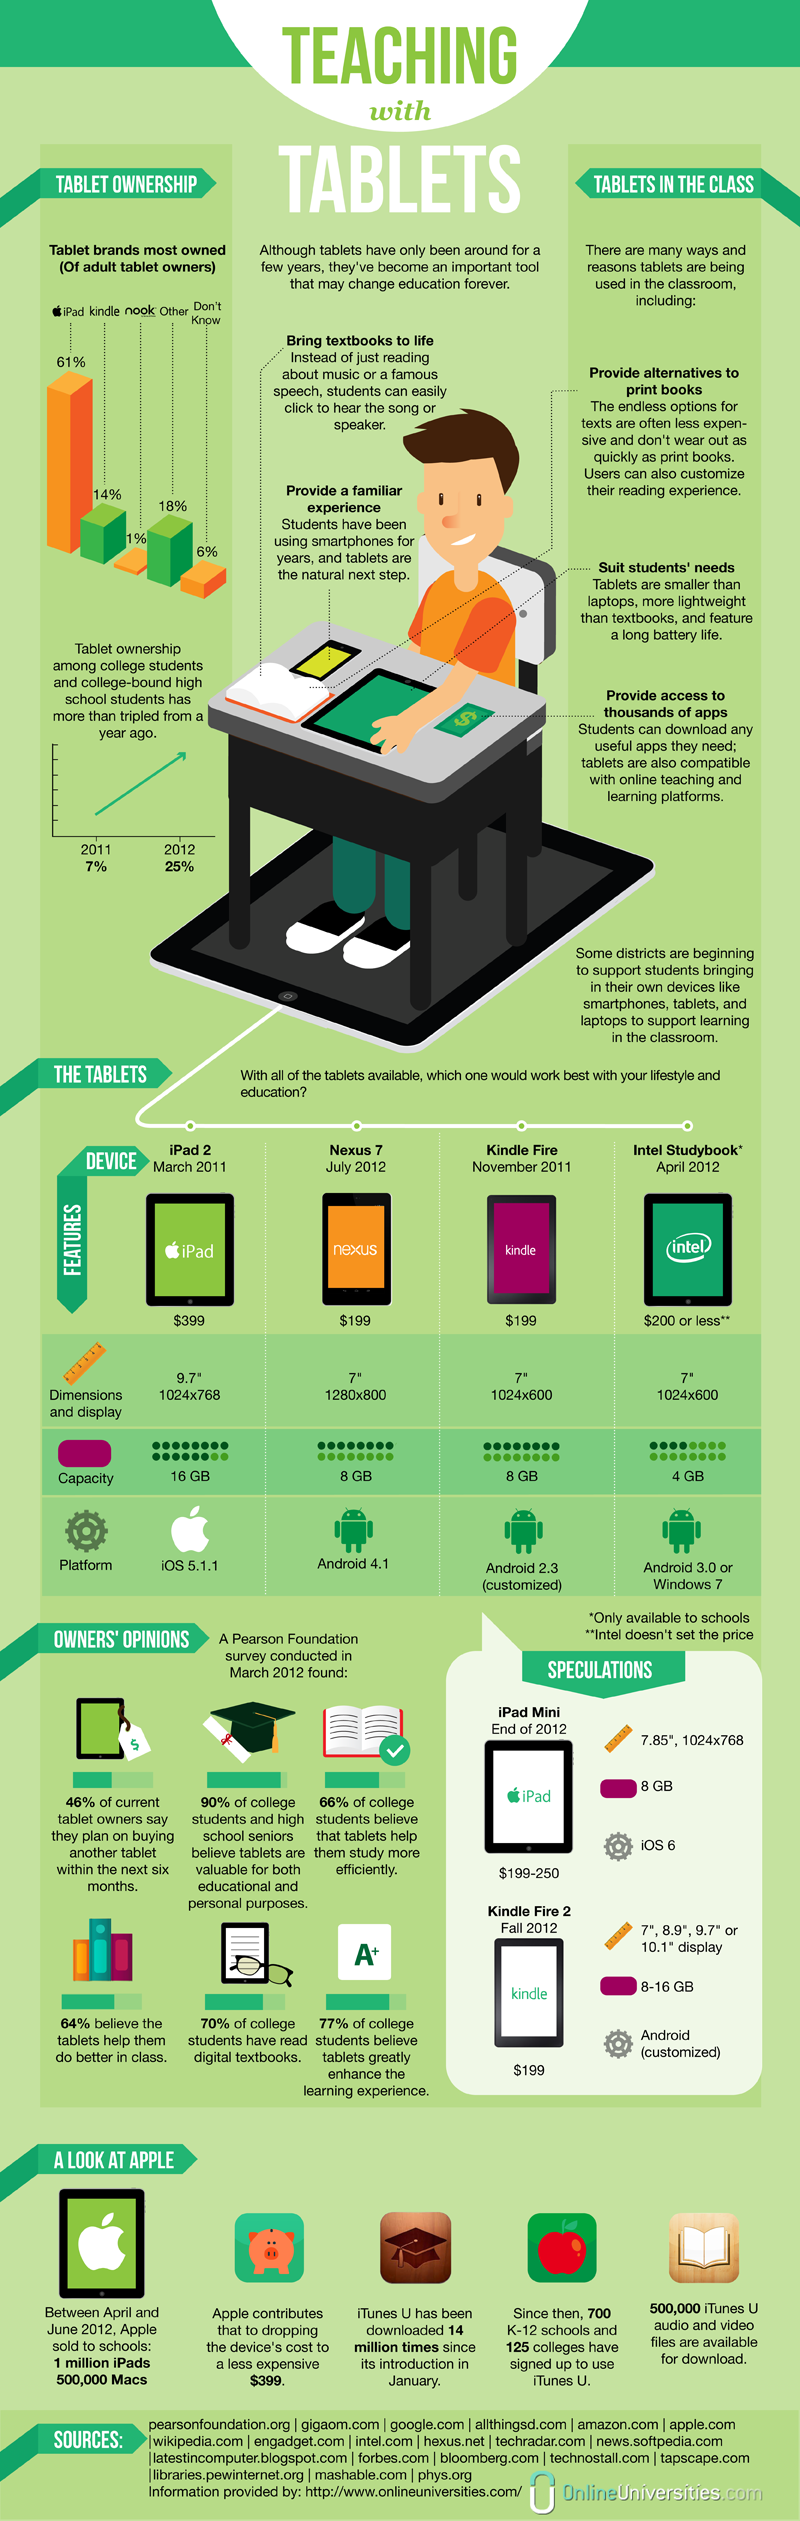 TEACHING
with
TABLETS
TABLET OWNERSHIP
Tablet brands most owned
(Of adult tablet owners)
iPad kindle nook Other Don't
Know
61%
14%
1%
18%
6%
Tablet ownership
among college students
and college-bound high
school students has
more than tripled from a
year ago.
2011
7%
2012
25%
Although tablets have only been around for a
few years, they've become an important tool
that may change education forever.
Bring textbooks to life
Instead of just reading
about music or a famous
speech, students can easily
click to hear the song or
speaker.
Provide a familiar
experience
Students have been
using smartphones for
years, and tablets are
the natural next step.
$
TABLETS IN THE CLASS
There are many ways and
reasons tablets are being
used in the classroom,
including:
Provide alternatives to
print books
The endless options for
texts are often less expen-
sive and don't wear out as
quickly as print books.
Users can also customize
their reading experience.
Suit students' needs
Tablets are smaller than
laptops, more lightweight
than textbooks, and feature
a long battery life.
Provide access to
thousands of apps
Students can download any
useful apps they need;
tablets are also compatible
with online teaching and
learning platforms.
Some districts are beginning
to support students bringing
in their own devices like
smartphones, tablets, and
laptops to support learning
in the classroom.
THE TABLETS
With all of the tablets available, which one would work best with your lifestyle and
education?
DEVICE
FEATURES
iPad 2
March 2011
iPad
$399
Nexus 7
July 2012
nexus
$199
Kindle Fire
November 2011
kindle
$199
Intel Studybook*
April 2012
intel
$200 or less**
Dimensions
and display
9.7"
1024x768
7"
1280x800
7"
1024x600
7"
1024x600
Capacity
16 GB
8 GB
8 GB
4 GB
Platform
iOS 5.1.1
Android 4.1
Android 2.3
(customized)
Android 3.0 or
Windows 7
*Only available to schools
**Intel doesn't set the price
OWNERS' OPINIONS
A Pearson Foundation
survey conducted in
March 2012 found:
$
46% of current
tablet owners say
they plan on buying
another tablet
within the next six
months.
90% of college
students and high
school seniors
believe tablets are
valuable for both
educational and
personal purposes.
66% of college
students believe
that tablets help
them study more
efficiently.
64% believe the
tablets help them
do better in class.
70% of college
students have read
digital textbooks.
A+
77% of college
students believe
tablets greatly
enhance the
learning experience.
SPECULATIONS
iPad Mini
End of 2012
iPad
$199-250
7.85", 1024x768
8 GB
iOS 6
Kindle Fire 2
Fall 2012
kindle
$199
7", 8.9", 9.7" or
10.1" display
8-16 GB
Android
(customized)
A LOOK AT APPLE
Between April and
June 2012, Apple
sold to schools:
1 million iPads
500,000 Macs
Apple contributes
that to dropping
the device's cost to
a less expensive
$399.
iTunes U has been
downloaded 14
million times since
its introduction in
January.
Since then, 700
K-12 schools and
125 colleges have
signed up to use
iTunes U.
500,000 iTunes U
audio and video
files are available
for download.
SOURCES:
pearsonfoundation.org | gigaom.com | google.com | allthingsd.com | amazon.com | apple.com
|wikipedia.com | engadget.com | intel.com | hexus.net | techradar.com | news.softpedia.com
|latestincomputer.blogspot.com | forbes.com | bloomberg.com | technostall.com | tapscape.com
|libraries.pewinternet.org | mashable.com | phys.org
Information provided by: http://www.onlineuniversities.com/
OnlineUniversities.com